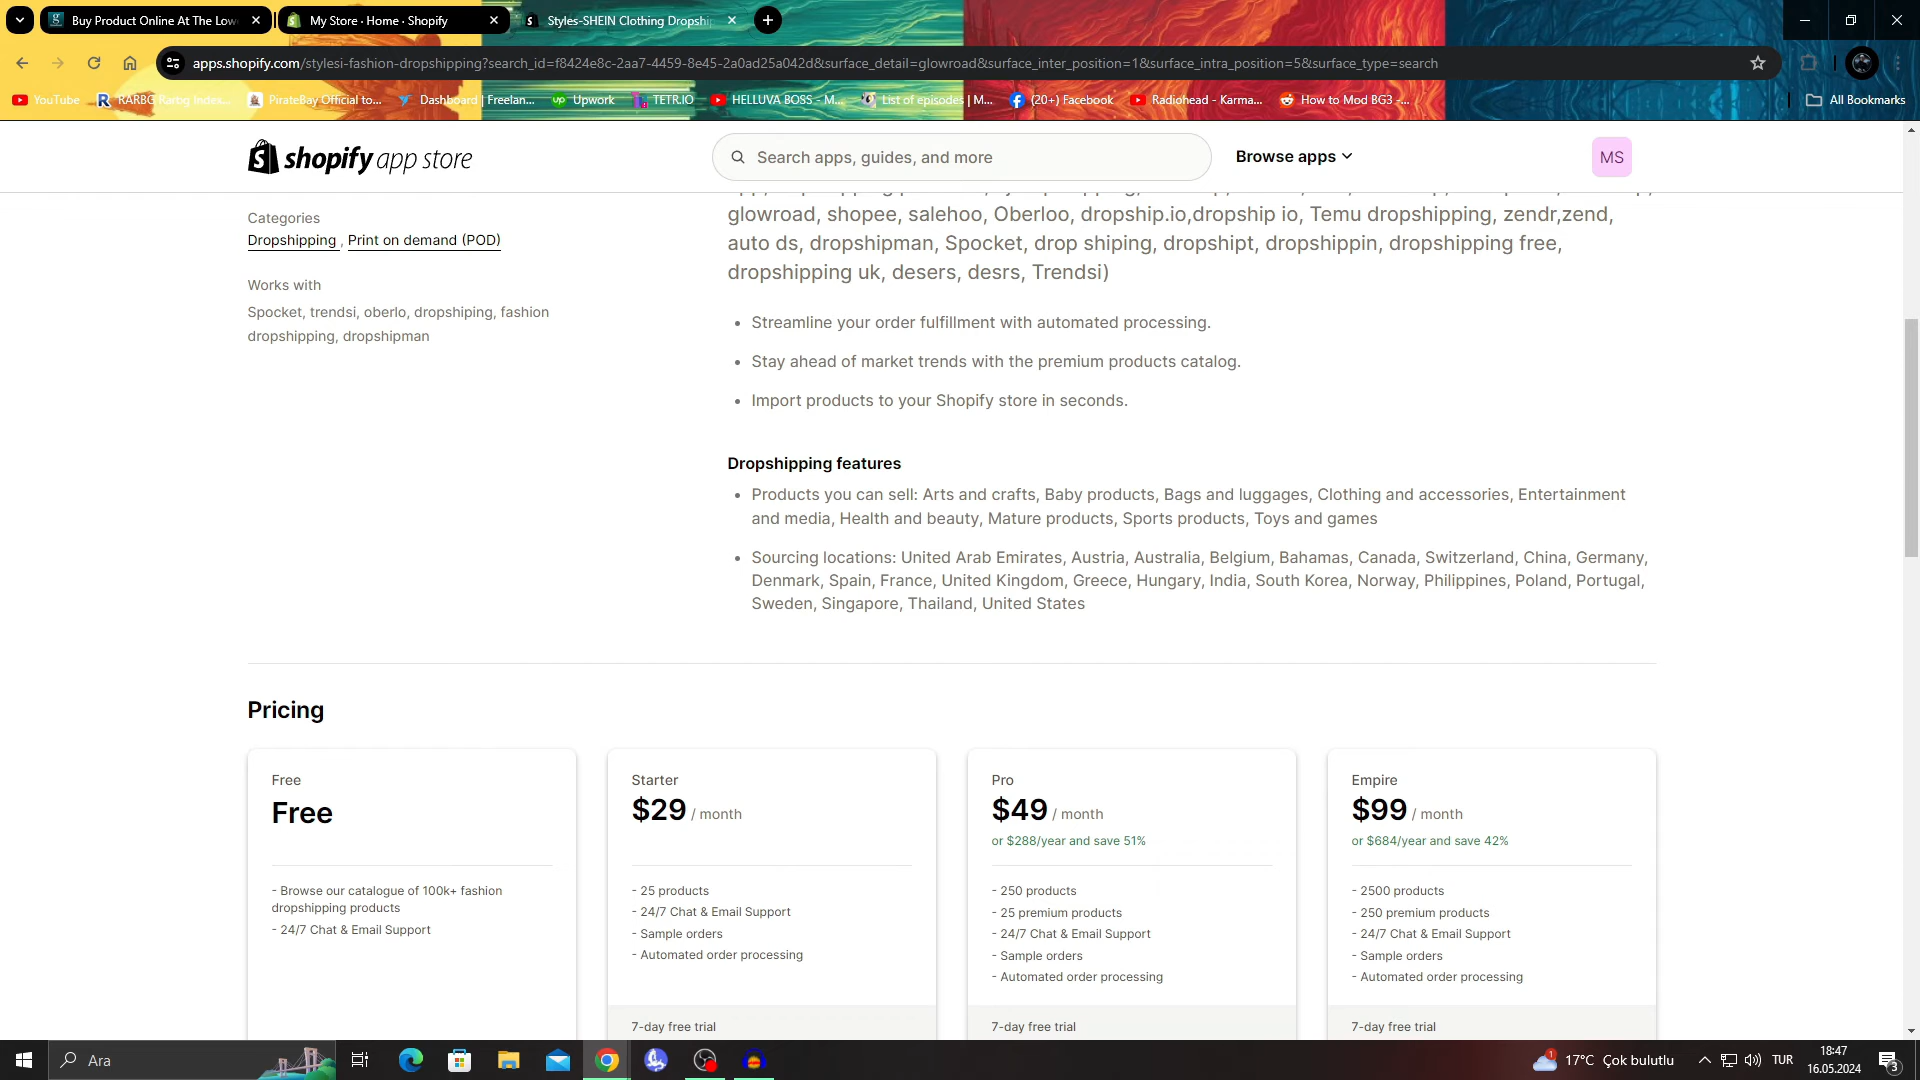 Buy Product Online At The Low
My Store · Home · Shopify
Styles-SHEIN Clothing Dropship
apps.shopify.com/stylesi-fashion-dropshipping?search_id=f8424e8c-2aa7-4459-8e45-2a0ad25a042d&surface_detail=glowroad&surface_inter_position=1&surface_intra_position=5&surface_type=search
YouTube
RARBG Rarbg Index...
PirateBay Official to...
Dashboard | Freelan...
Upwork
TETR.IO
HELLUVA BOSS - M...
List of episodes | M...
(20+) Facebook
Radiohead - Karma...
How to Mod BG3 -...
All Bookmarks
shopify app store
Search apps, guides, and more
Browse apps
MS
Categories
Dropshipping , Print on demand (POD)
Works with
Spocket, trendsi, oberlo, dropshiping, fashion
dropshipping, dropshipman
glowroad, shopee, salehoo, Oberloo, dropship.io,dropship io, Temu dropshipping, zendr,zend,
auto ds, dropshipman, Spocket, drop shiping, dropshipt, dropshippin, dropshipping free,
dropshipping uk, desers, desrs, Trendsi)
• Streamline your order fulfillment with automated processing.
• Stay ahead of market trends with the premium products catalog.
• Import products to your Shopify store in seconds.
Dropshipping features
• Products you can sell: Arts and crafts, Baby products, Bags and luggages, Clothing and accessories, Entertainment
and media, Health and beauty, Mature products, Sports products, Toys and games
• Sourcing locations: United Arab Emirates, Austria, Australia, Belgium, Bahamas, Canada, Switzerland, China, Germany,
Denmark, Spain, France, United Kingdom, Greece, Hungary, India, South Korea, Norway, Philippines, Poland, Portugal,
Sweden, Singapore, Thailand, United States
Pricing
Free
Free
- Browse our catalogue of 100k+ fashion
dropshipping products
- 24/7 Chat & Email Support
Starter
$29 / month
- 25 products
- 24/7 Chat & Email Support
- Sample orders
- Automated order processing
7-day free trial
Pro
$49 / month
or $288/year and save 51%
- 250 products
- 25 premium products
- 24/7 Chat & Email Support
- Sample orders
- Automated order processing
7-day free trial
Empire
$99 / month
or $684/year and save 42%
- 2500 products
- 250 premium products
- 24/7 Chat & Email Support
- Sample orders
- Automated order processing
7-day free trial
Ara
1
17°C Çok bulutlu
TUR
18:47
16.05.2024
3